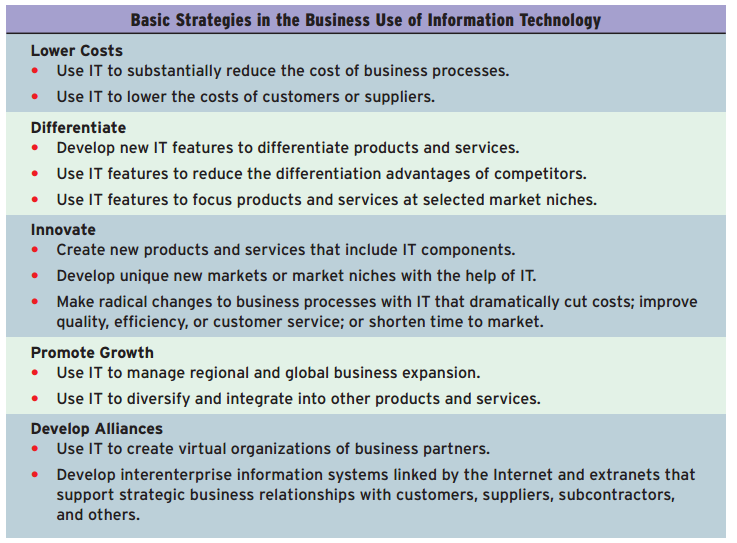 Basic Strategies in the Business Use of Information Technology
Lower Costs
• Use IT to substantially reduce the cost of business processes.
• Use IT to lower the costs of customers or suppliers.
Differentiate
• Develop new IT features to differentiate products and services.
• Use IT features to reduce the differentiation advantages of competitors.
• Use IT features to focus products and services at selected market niches.
Innovate
• Create new products and services that include IT components.
• Develop unique new markets or market niches with the help of IT.
• Make radical changes to business processes with IT that dramatically cut costs; improve
quality, efficiency, or customer service; or shorten time to market.
Promote Growth
• Use IT to manage regional and global business expansion.
• Use IT to diversify and integrate into other products and services.
Develop Alliances
• Use IT to create virtual organizations of business partners.
• Develop interenterprise information systems linked by the Internet and extranets that
support strategic business relationships with customers, suppliers, subcontractors,
and others.